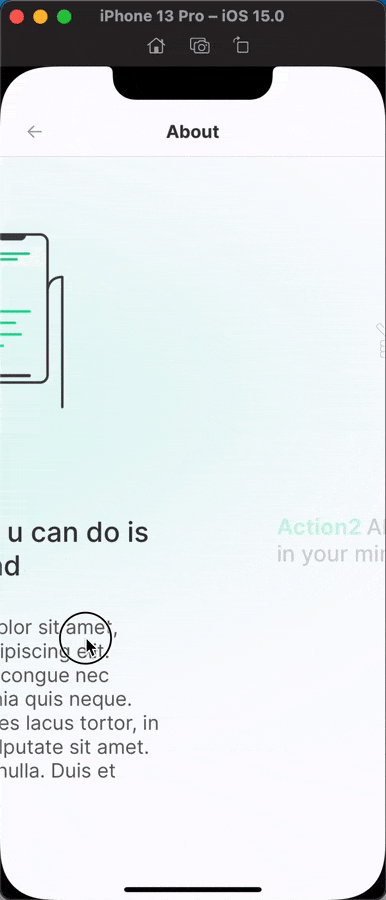 iPhone 13 Pro – iOS 15.0
About
u can do is
nd
Action2 Al
in your min
olor sit amet,
ipiscing elit.
congue nec
nia quis neque.
es lacus tortor, in
lputate sit amet.
nulla. Duis et